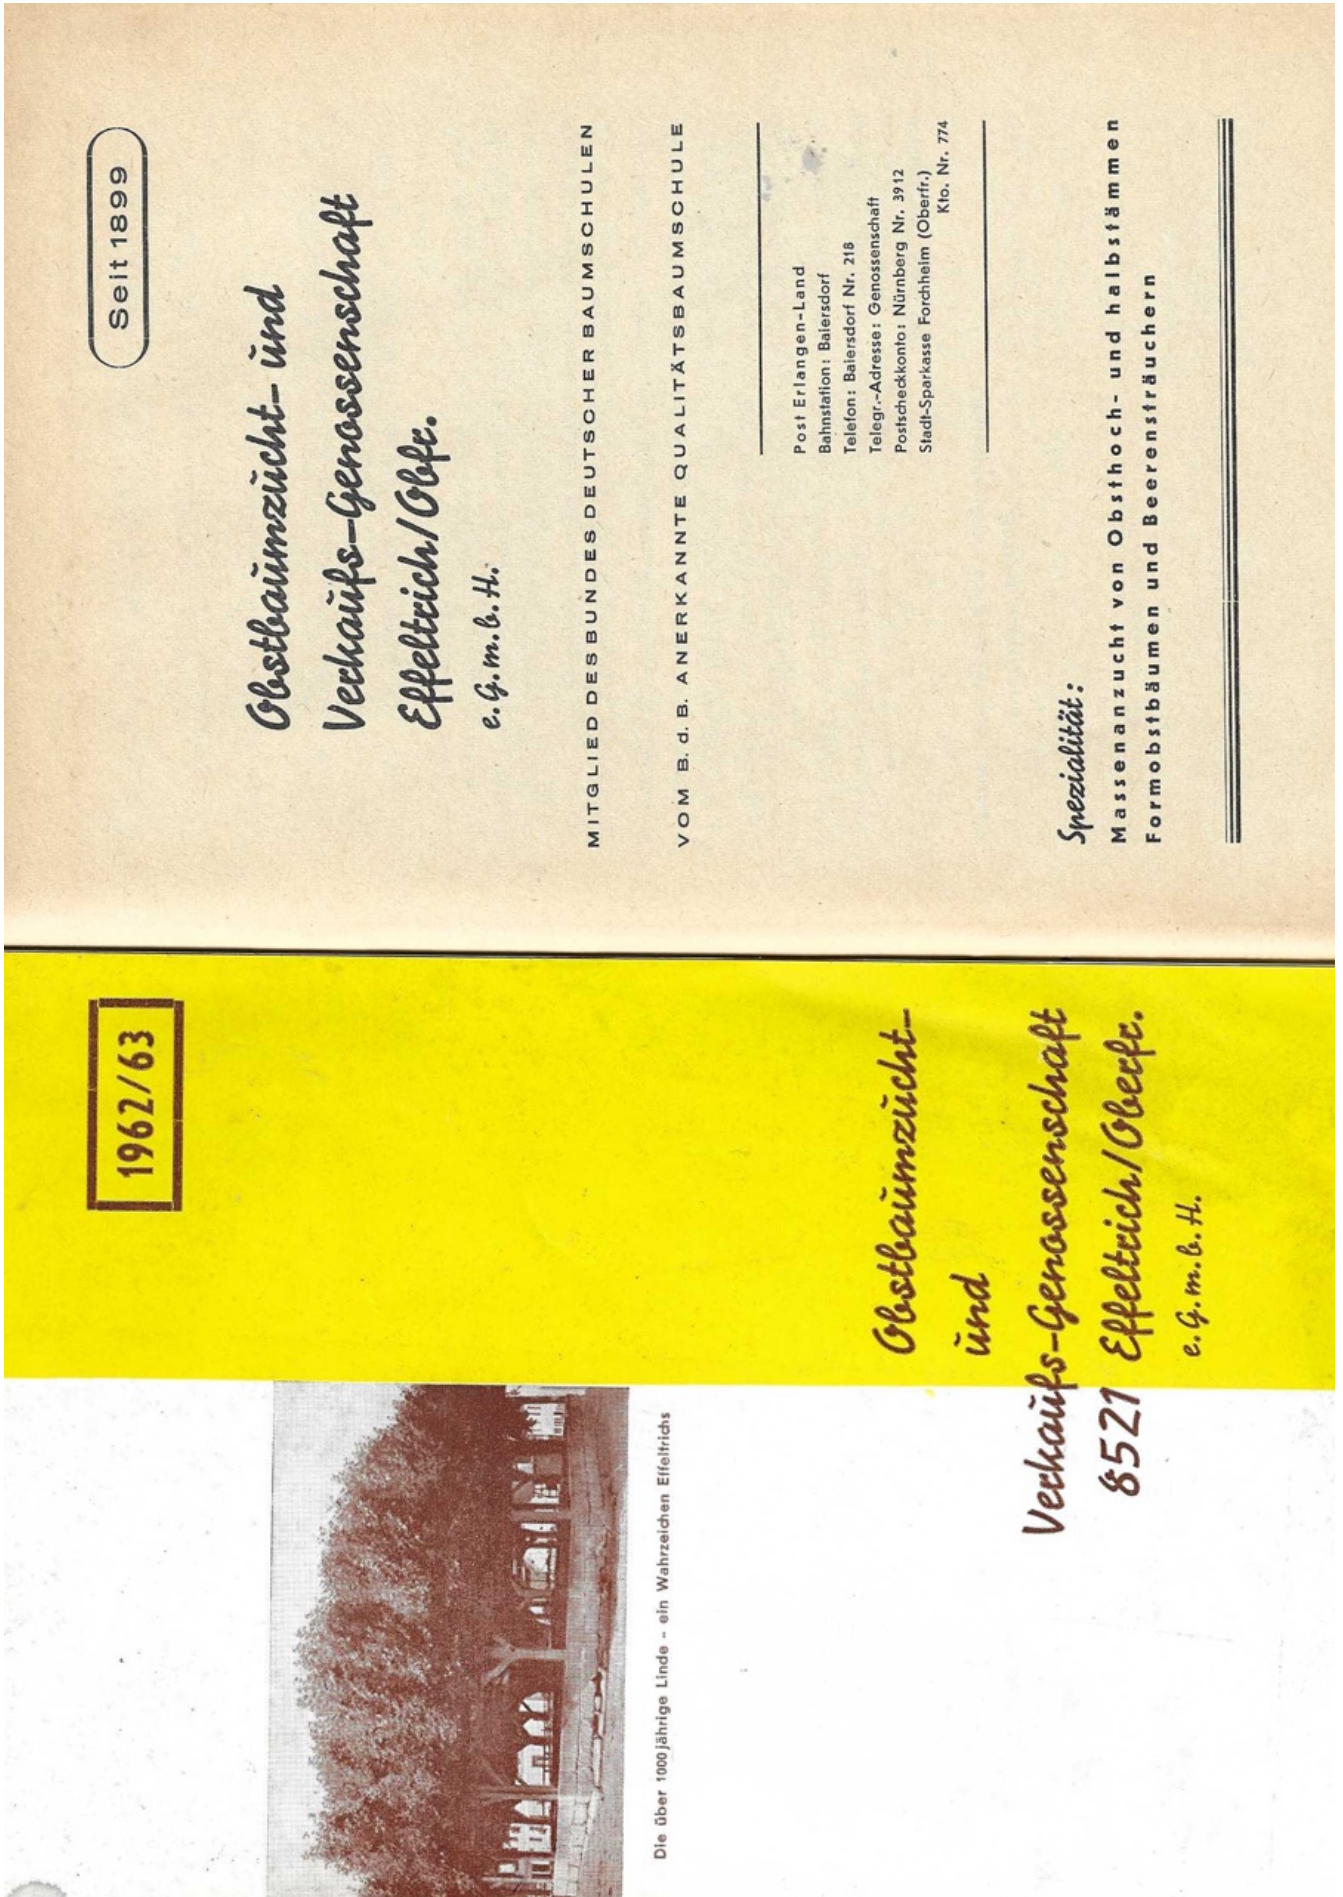 1962/63
Die über 1000jährige Linde – ein Wahrzeichen Effeltrichs
Obstbaumzucht-
und
Verkaufs-Genossenschaft
8521 Effeltrich/Oberfr.
e.G.m.b.H.
Seit 1899
Obstbaumzucht- und
Verkaufs-Genossenschaft
Effeltrich/Obfr.
e.G.m.b.H.
MITGLIED DES BUNDES DEUTSCHER BAUMSCHULEN
VOM B. d. B. ANERKANNTE QUALITÄTSBAUMSCHULE
Post Erlangen-Land
Bahnstation: Baiersdorf
Telefon: Baiersdorf Nr. 218
Telegr.-Adresse: Genossenschaft
Postscheckkonto: Nürnberg Nr. 3912
Stadt-Sparkasse Forchheim (Oberfr.)
Kto. Nr. 774
Spezialität:
Massenanzucht von Obsthoch- und halbstämmen
Formobstbäumen und Beerensträuchern